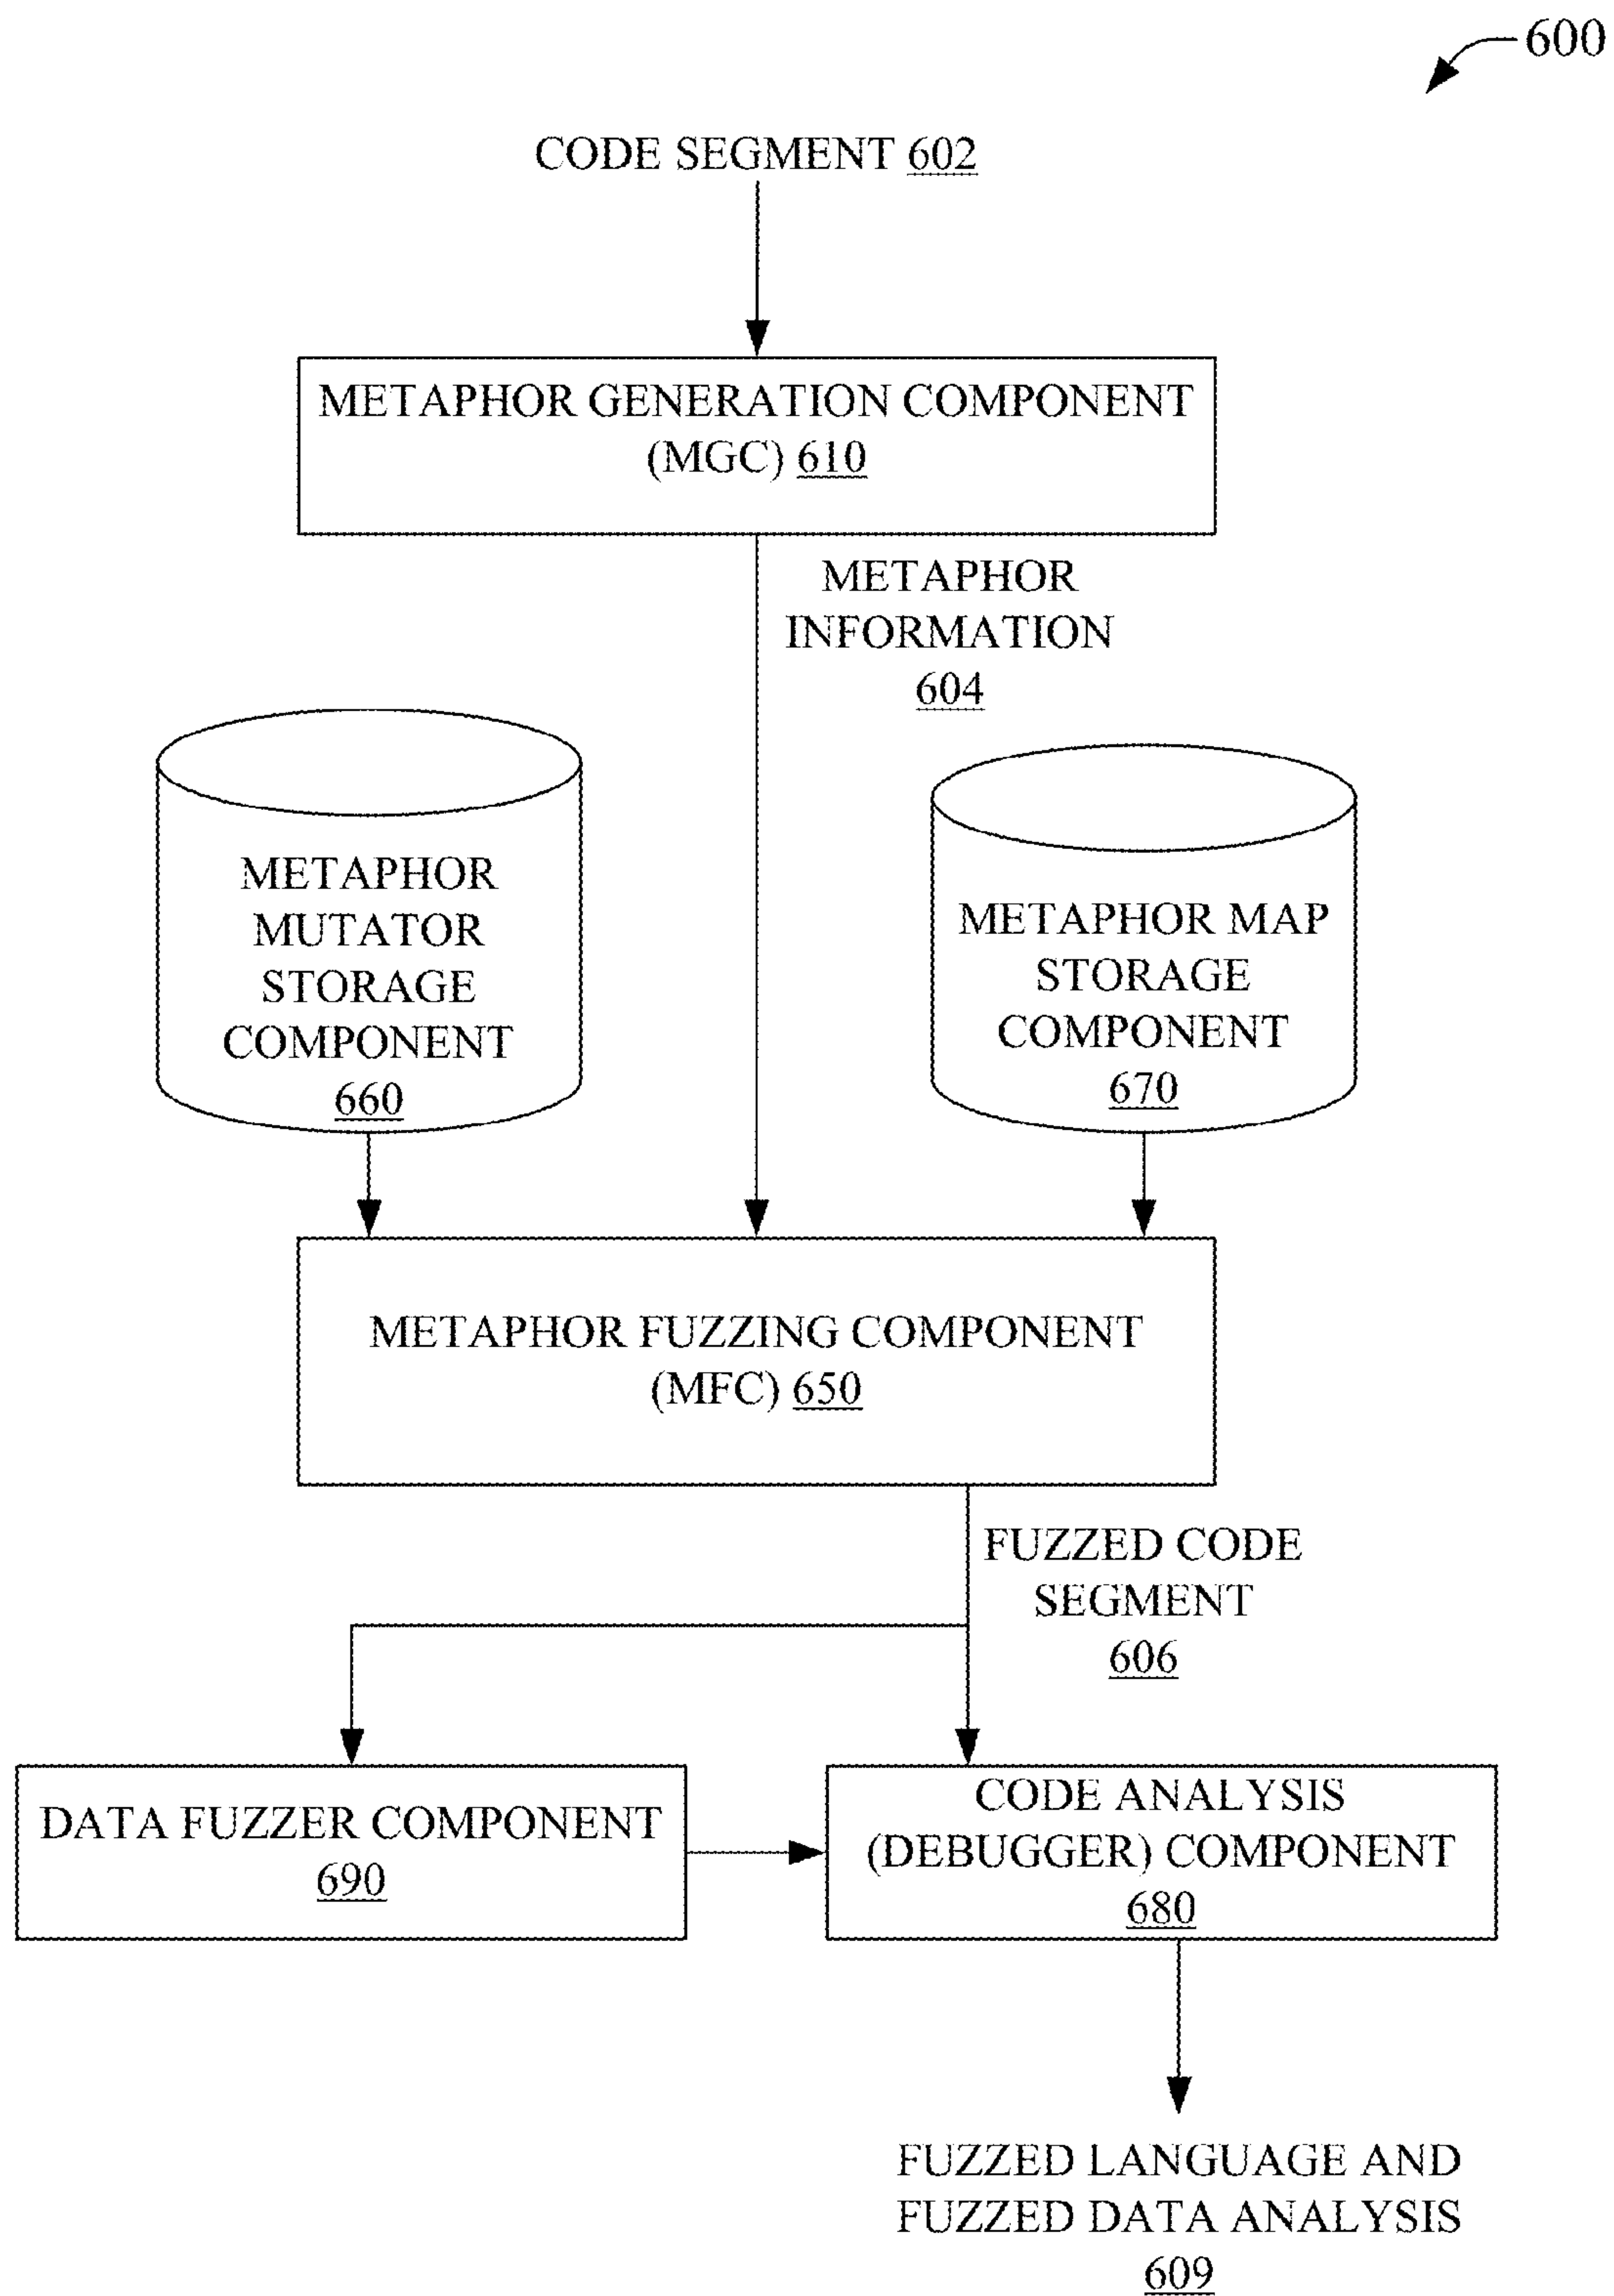 600
CODE SEGMENT 602
METAPHOR GENERATION COMPONENT
(MGC) 610
METAPHOR
INFORMATION
604
METAPHOR
MUTATOR
STORAGE
COMPONENT
660
METAPHOR MAP
STORAGE
COMPONENT
670
METAPHOR FUZZING COMPONENT
(MFC) 650
FUZZED CODE
SEGMENT
606
DATA FUZZER COMPONENT
690
CODE ANALYSIS
(DEBUGGER) COMPONENT
680
FUZZED LANGUAGE AND
FUZZED DATA ANALYSIS
609